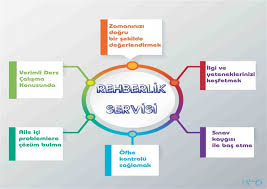 Zamanınızı
doğru
bir şekilde
değerlendirmek
Verimli Ders
Çalışma
Konusunda
İlgi ve
yeteneklerinizi
keşfetmek
REHBERLİK
SERVİSİ
Aile içi
problemlere
çözüm bulma
Öfke
kontrolü
sağlamak
Sınav
kaygısı
ile baş etme